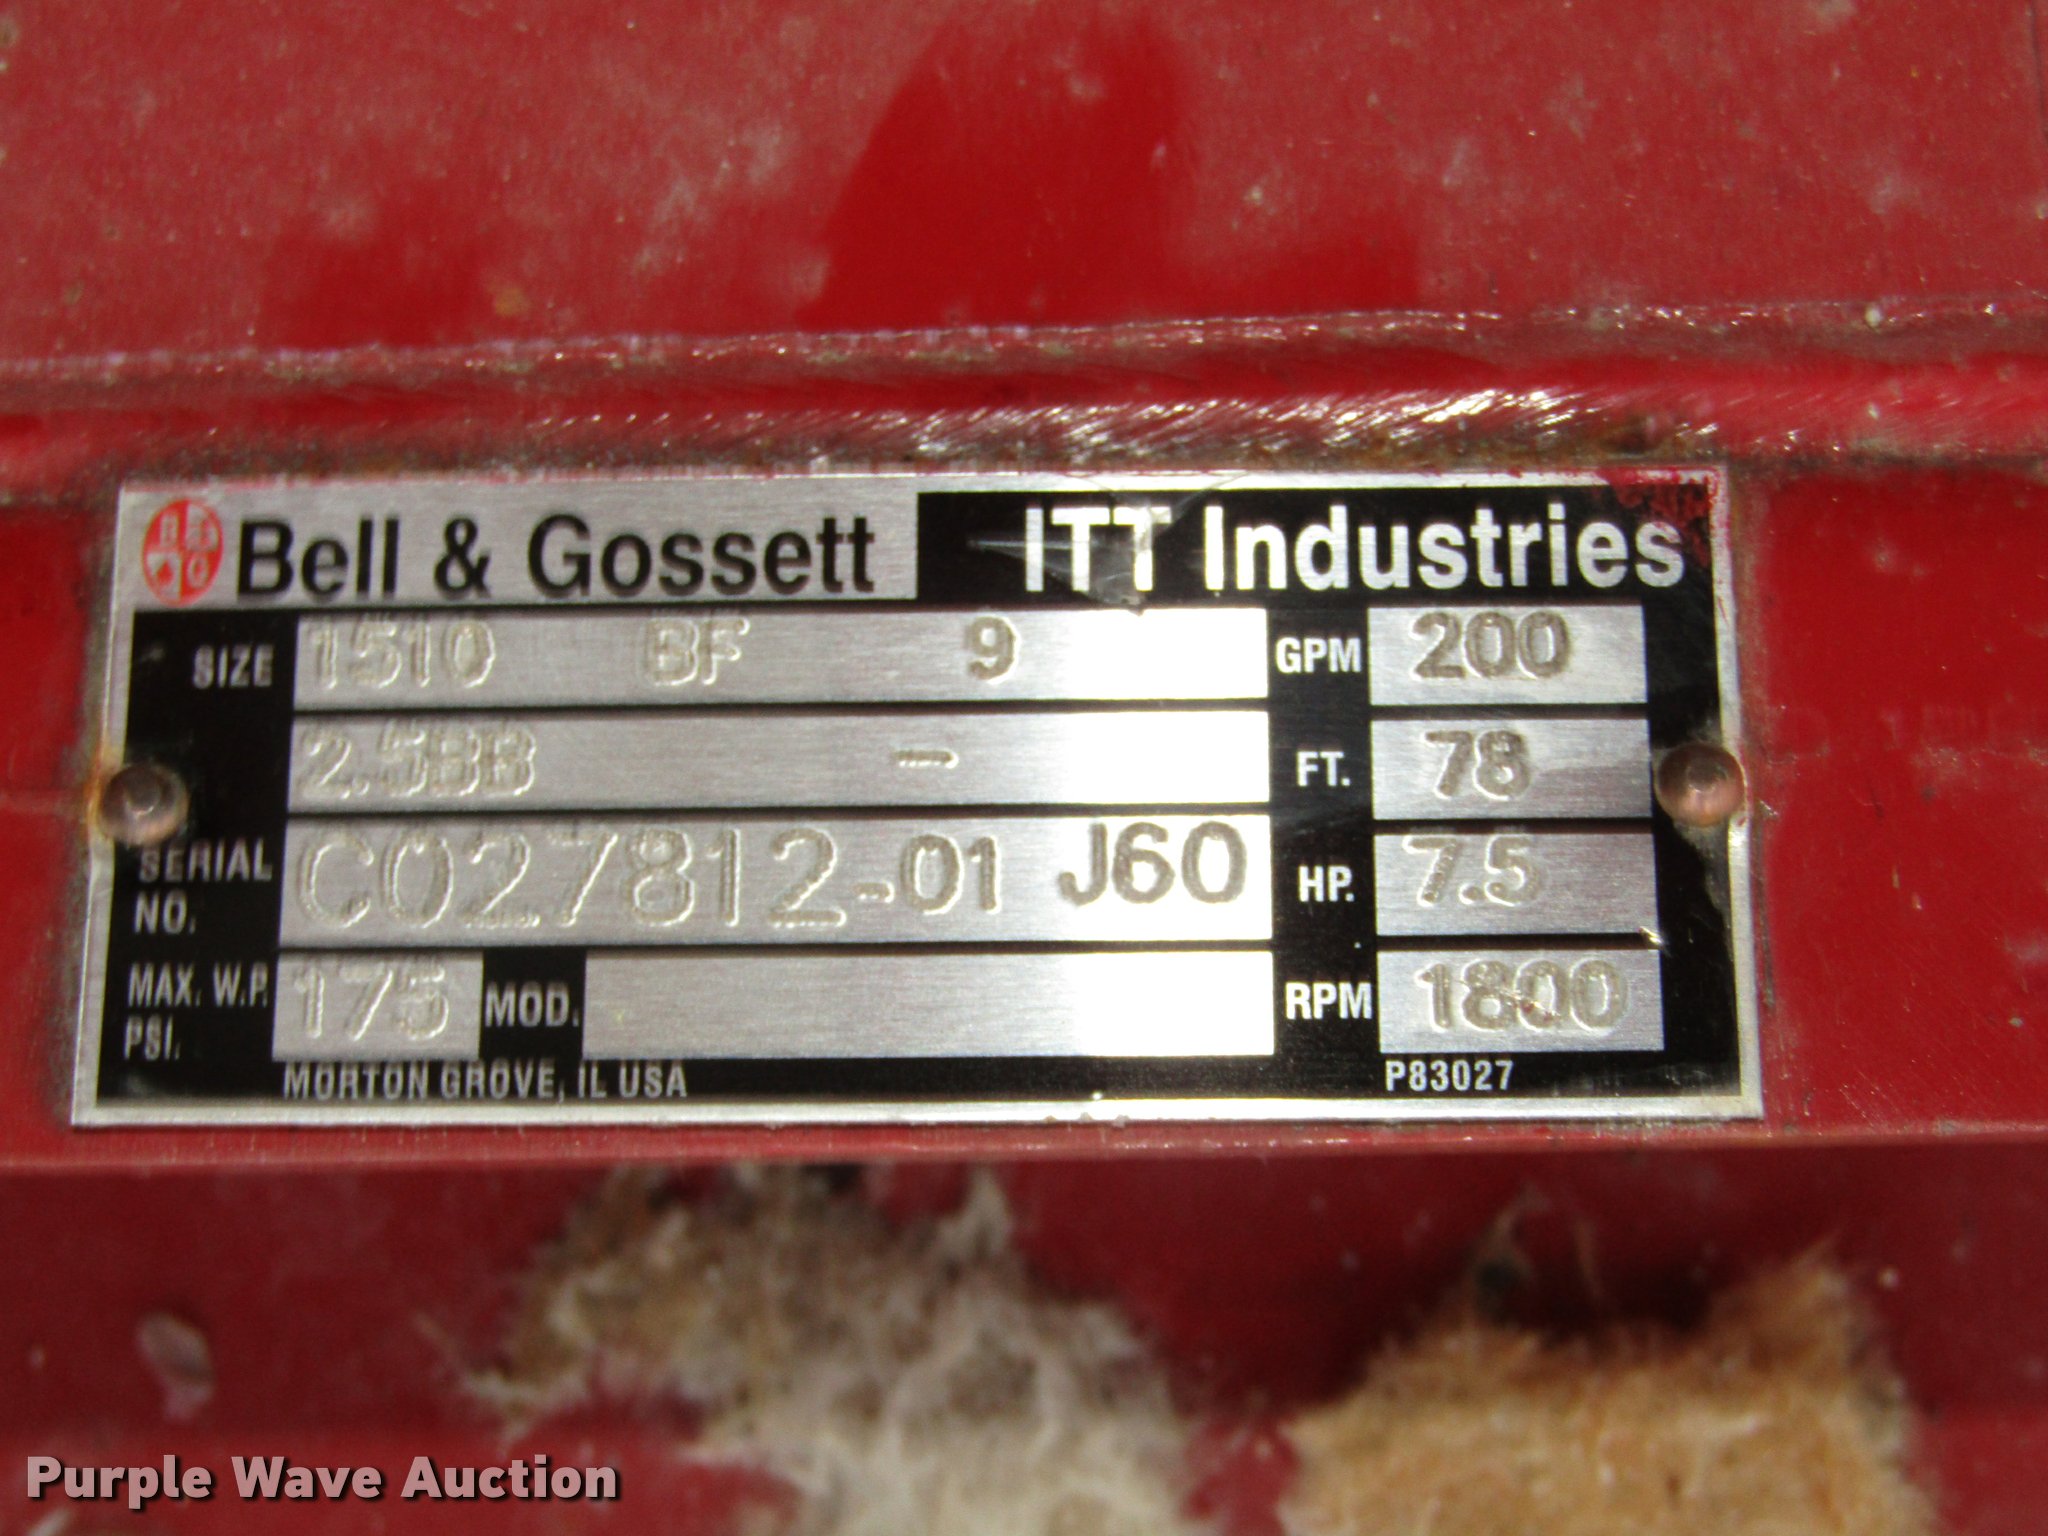 Bell & Gossett ITT Industries
SIZE 1510 BF 9 GPM 200
2.5BB - FT. 78
SERIAL NO. C027812-01 J60 HP. 7.5
MAX. W.P. PSI. 175 MOD. RPM 1800
MORTON GROVE, IL USA P83027
Purple Wave Auction